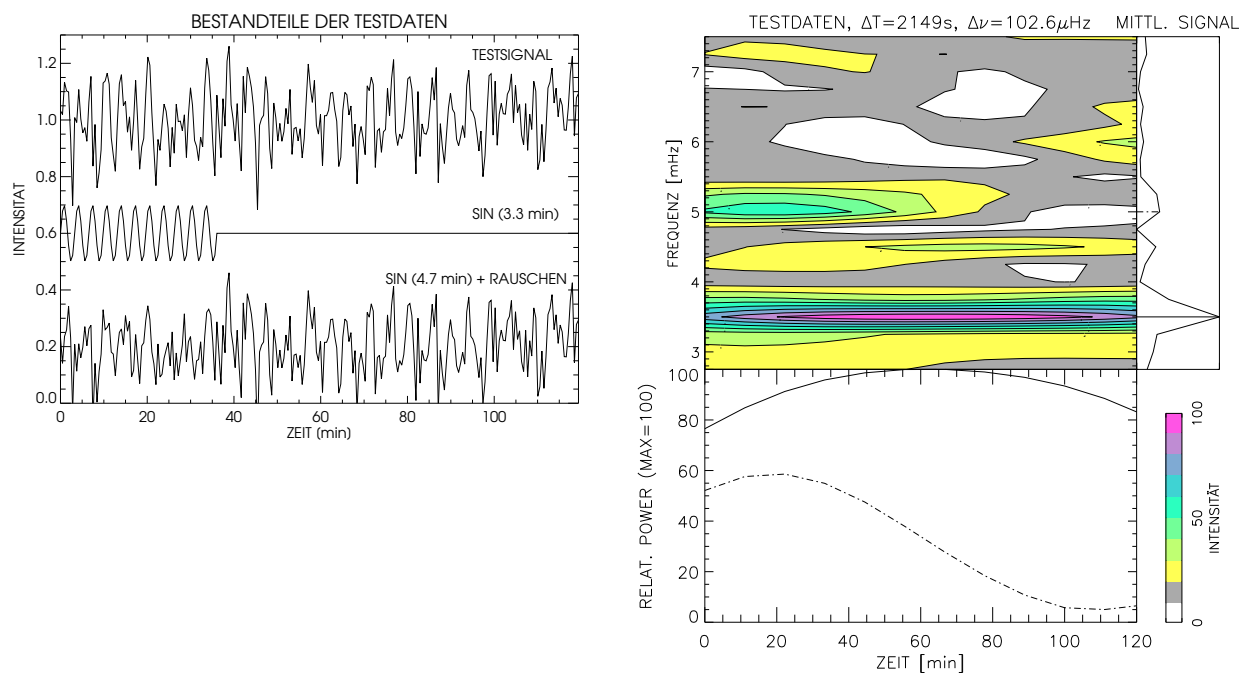 BESTANDTEILE DER TESTDATEN
TESTSIGNAL
SIN (3.3 min)
SIN (4.7 min) + RAUSCHEN
INTENSITAT
1.2
1.0
0.8
0.6
0.4
0.2
0.0
0 20 40 60 80 100
ZEIT [min]
TESTDATEN, ΔT=2149s, Δν=102.6μHz MITTL. SIGNAL
FREQUENZ [mHz]
7
6
5
4
3
RELAT. POWER (MAX=100)
100
80
60
40
20
0
0 20 40 60 80 100 120
ZEIT [min]
100
50
0
INTENSITÄT